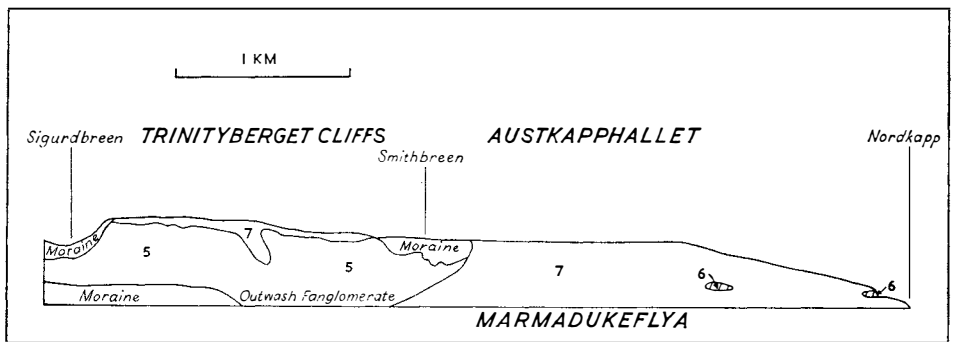 1 KM
Sigurdbreen TRINITYBERGET CLIFFS AUSTKAPPHALLET Nordkapp
Smithbreen
Moraine 7 Moraine
5 5 7 6 6
Moraine Outwash Fanglomerate
MARMADUKEFLYA